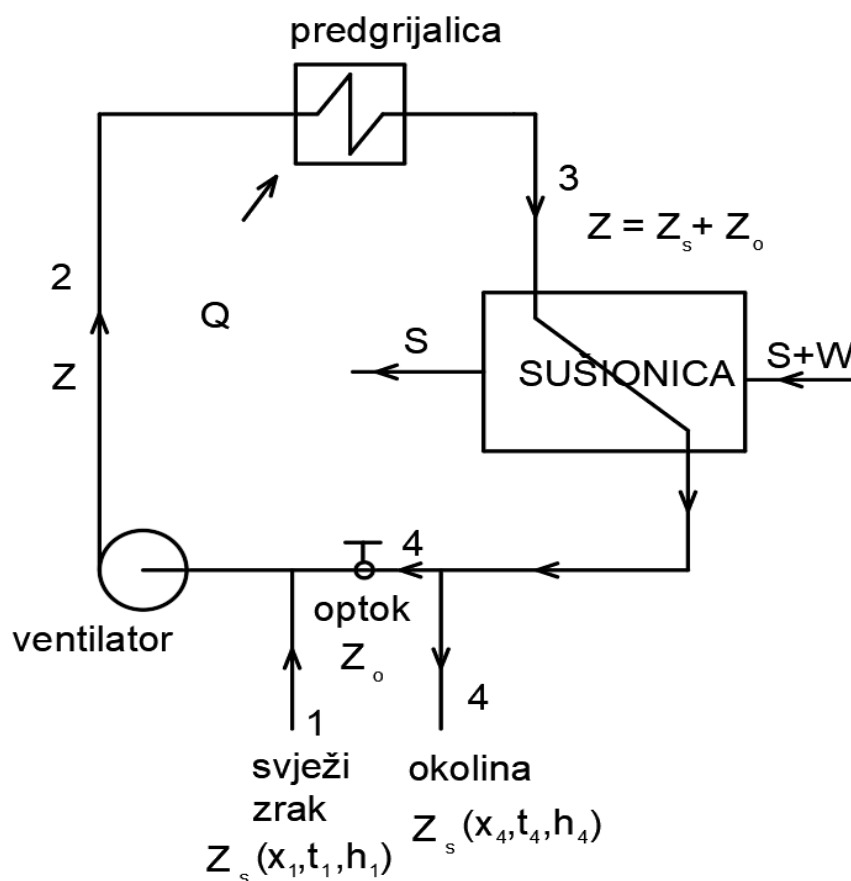 predgrijalica
3
Z = Zₛ + Zₒ
2
Q
Z
S
SUŠIONICA
S+W
4
ventilator
optok
Zₒ
1
4
svježi
zrak
Zₛ (x₁,t₁,h₁)
okolina
Zₛ (x₄,t₄,h₄)